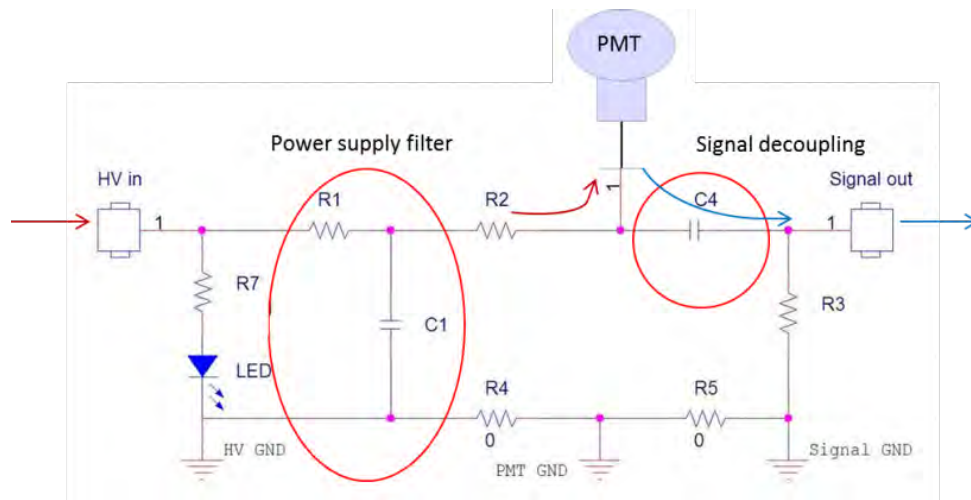 PMT
Power supply filter
Signal decoupling
HV in
R1
R2
1
C4
Signal out
1
1
R7
C1
R3
LED
R4
R5
0
0
HV GND
PMT GND
Signal GND